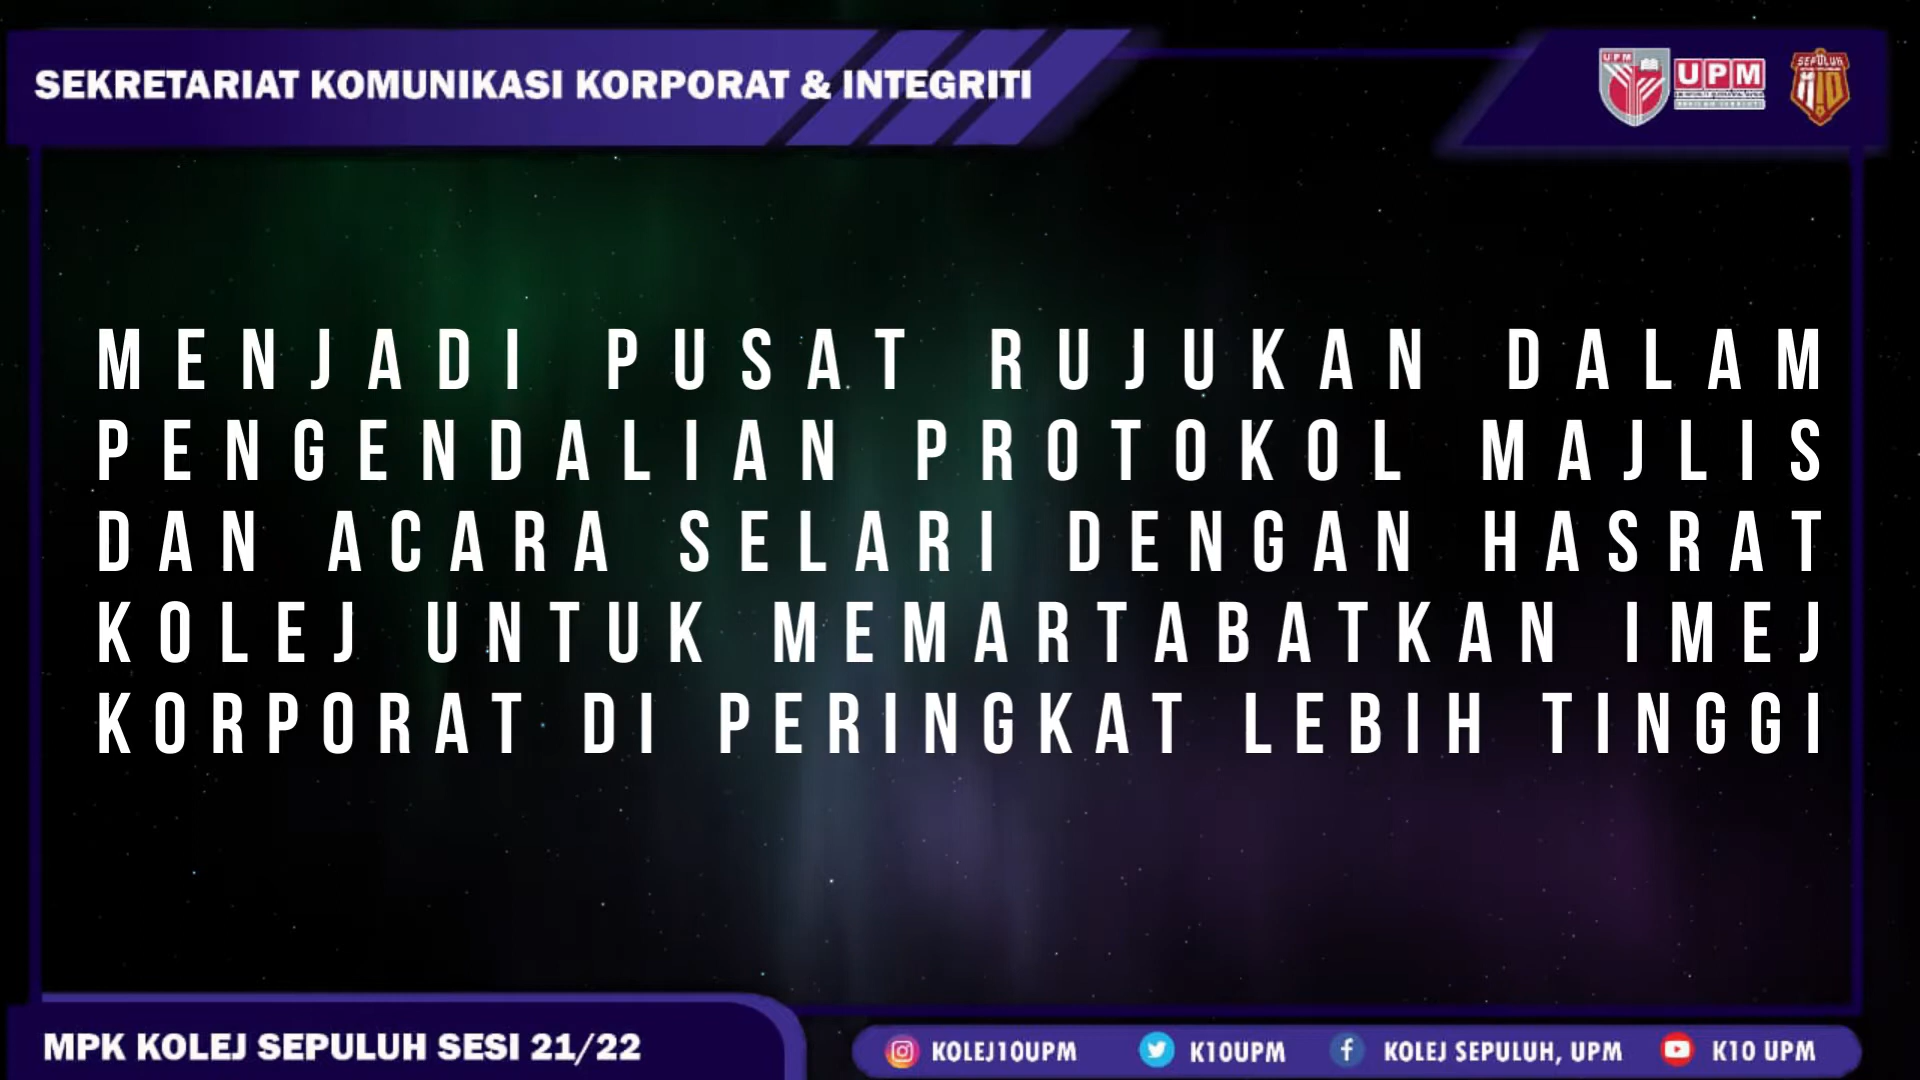 SEKRETARIAT KOMUNIKASI KORPORAT & INTEGRITI
UPM
UPM
SEPULUH
MENJADI PUSAT RUJUKAN DALAM
PENGENDALIAN PROTOKOL MAJLIS
DAN ACARA SELARI DENGAN HASRAT
KOLEJ UNTUK MEMARTABATKAN IMEJ
KORPORAT DI PERINGKAT LEBIH TINGGI
MPK KOLEJ SEPULUH SESI 21/22
KOLEJ10UPM
K10UPM
KOLEJ SEPULUH, UPM
K10 UPM